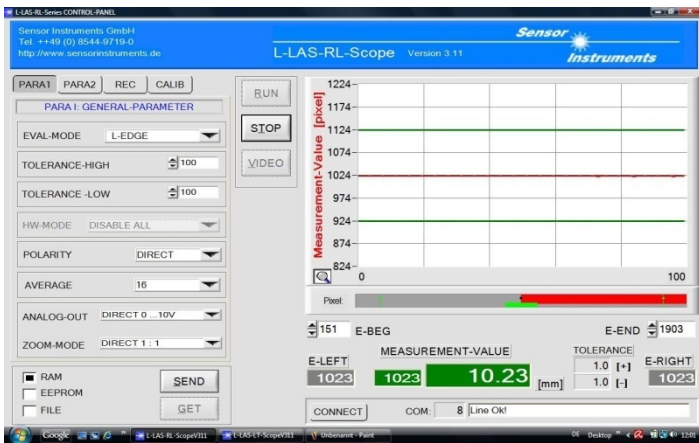 L-LAS-RL-Series CONTROL-PANEL
Sensor Instruments GmbH
Tel. ++49 (0) 8544-9719-0
http://www.sensorinstruments.de
L-LAS-RL-Scope Version 3.11
Sensor
Instruments
PARA1 PARA2 REC CALIB
PARA I: GENERAL-PARAMETER
EVAL-MODE L-EDGE
TOLERANCE-HIGH 100
TOLERANCE -LOW 100
HW-MODE DISABLE ALL
POLARITY DIRECT
AVERAGE 16
ANALOG-OUT DIRECT 0 ...10V
ZOOM-MODE DIRECT 1 : 1
RAM
EEPROM
FILE
SEND
GET
RUN
STOP
VIDEO
Measurement-Value [pixel]
1224
1174
1124
1074
1024
974
924
874
824
0 100
Pixel:
151 E-BEG E-END 1903
MEASUREMENT-VALUE TOLERANCE
E-LEFT E-RIGHT
1023 1023 10.23 [mm] 1.0 [+] 1.0 [-] 1023
CONNECT COM: 8 Line Ok!
Google L-LAS-RL-ScopeV311 L-LAS-LT-ScopeV311 Unbenannt - Paint DE Desktop 12:01